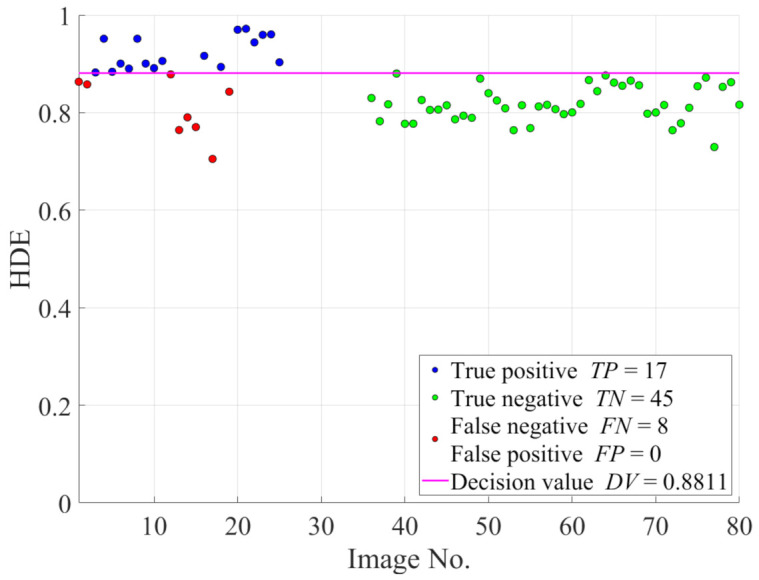 1
0.8
0.6
0.4
0.2
0
HDE
10 20 30 40 50 60 70 80
Image No.
True positive TP = 17
True negative TN = 45
False negative FN = 8
False positive FP = 0
Decision value DV = 0.8811